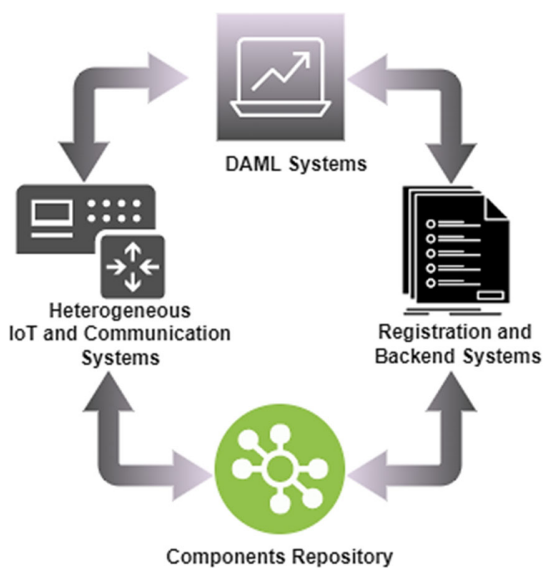 DAML Systems
Heterogeneous
IoT and Communication
Systems
Registration and
Backend Systems
Components Repository